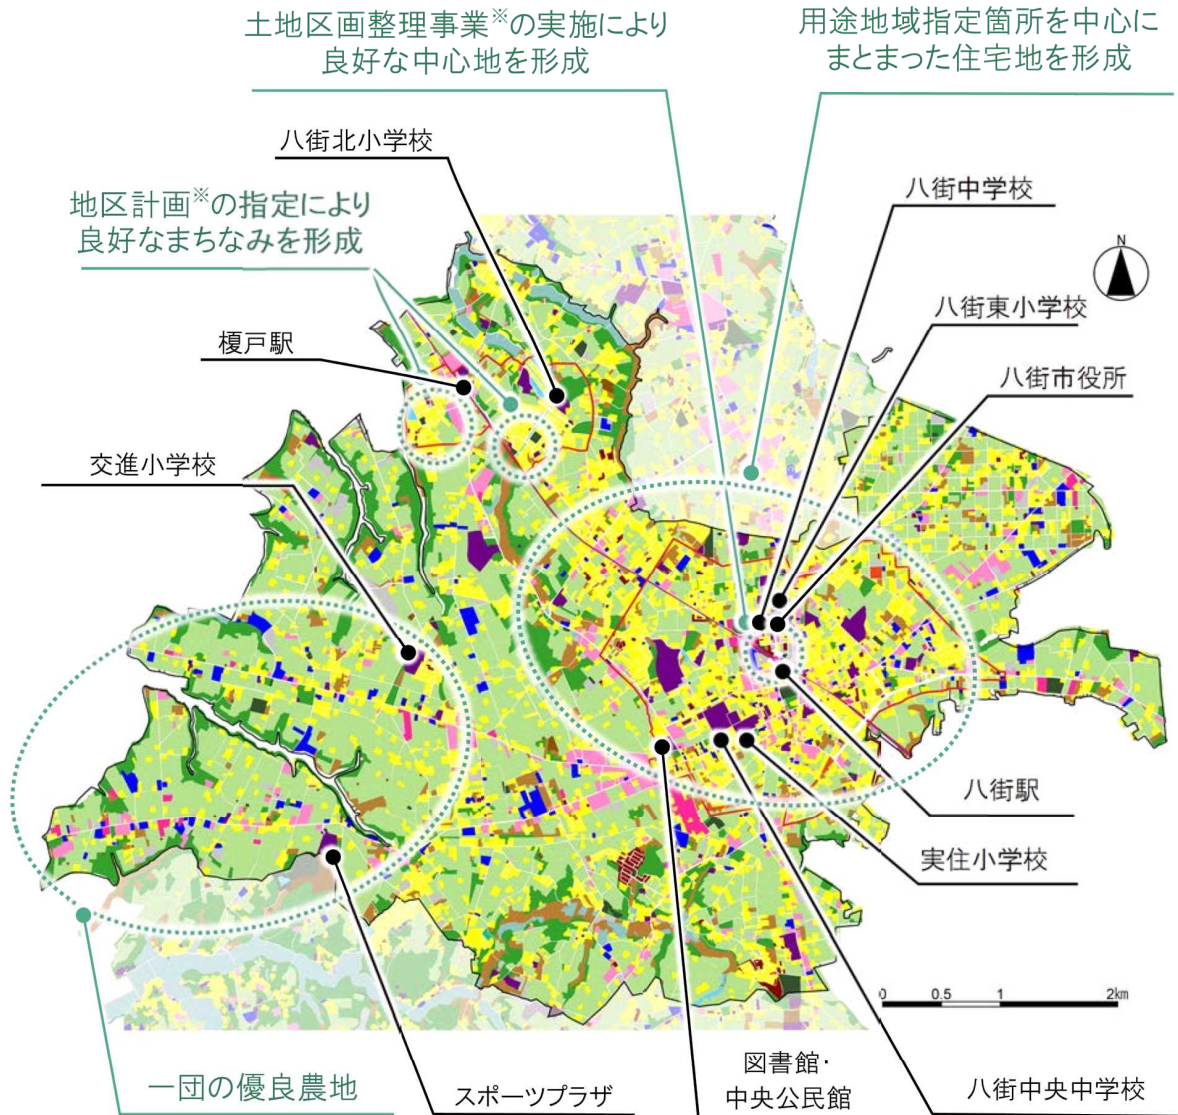 土地区画整理事業※の実施により
良好な中心地を形成
用途地域指定箇所を中心に
まとまった住宅地を形成
八街北小学校
八街中学校
地区計画※の指定により
良好なまちなみを形成
N
八街東小学校
榎戸駅
八街市役所
交進小学校
八街駅
実住小学校
0 0.5 1 2km
一団の優良農地
スポーツプラザ
図書館・
中央公民館
八街中央中学校